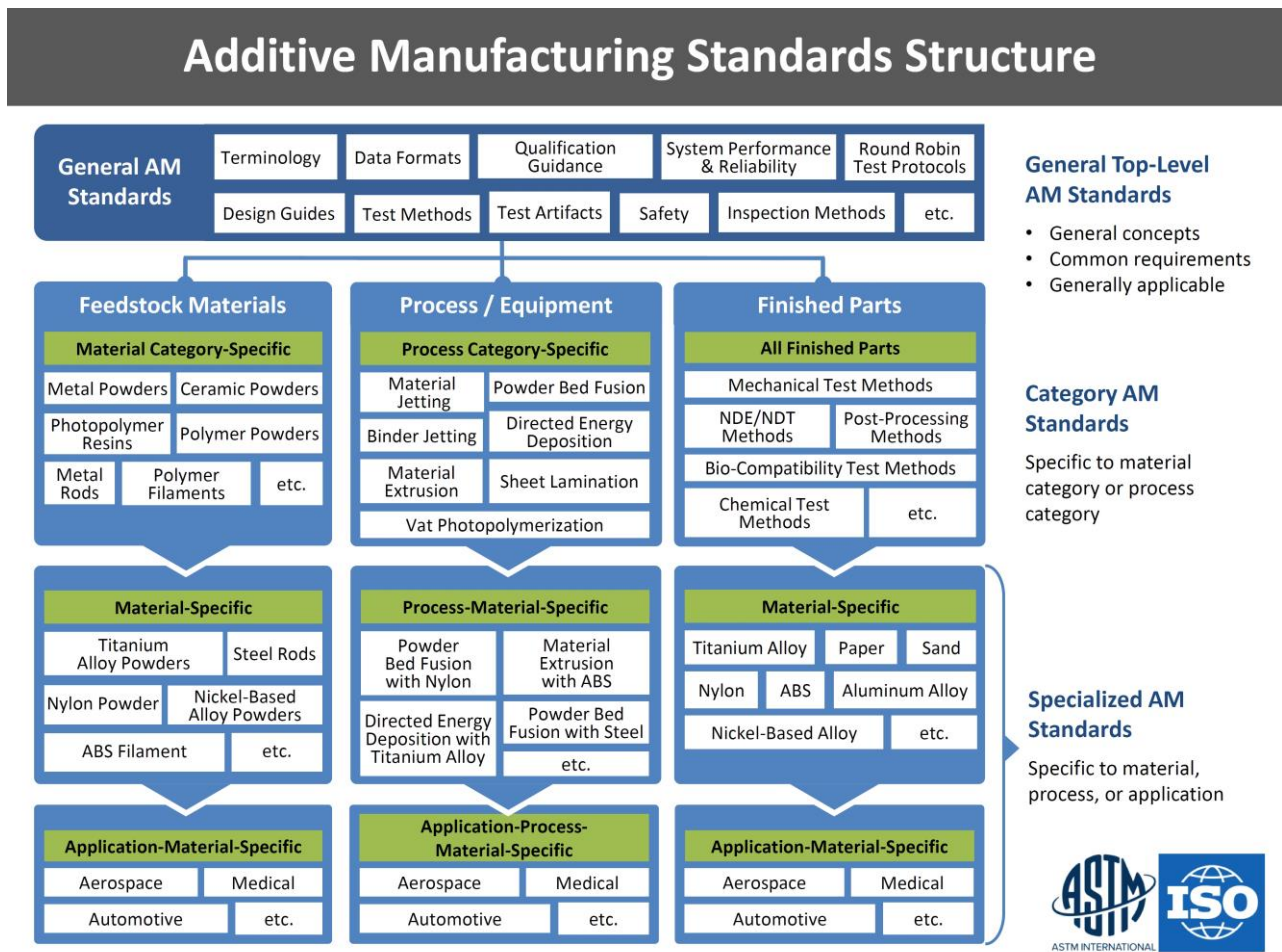 Additive Manufacturing Standards Structure
General AM
Standards
Terminology
Data Formats
Qualification
Guidance
System Performance
& Reliability
Round Robin
Test Protocols
Design Guides
Test Methods
Test Artifacts
Safety
Inspection Methods
etc.
General Top-Level
AM Standards
• General concepts
• Common requirements
• Generally applicable
Feedstock Materials
Material Category-Specific
Metal Powders
Ceramic Powders
Photopolymer
Resins
Polymer Powders
Metal
Rods
Polymer
Filaments
etc.
Process / Equipment
Process Category-Specific
Material
Jetting
Powder Bed Fusion
Binder Jetting
Directed Energy
Deposition
Material
Extrusion
Sheet Lamination
Vat Photopolymerization
Finished Parts
All Finished Parts
Mechanical Test Methods
NDE/NDT
Methods
Post-Processing
Methods
Bio-Compatibility Test Methods
Chemical Test
Methods
etc.
Category AM
Standards
Specific to material
category or process
category
Material-Specific
Titanium
Alloy Powders
Steel Rods
Nylon Powder
Nickel-Based
Alloy Powders
ABS Filament
etc.
Process-Material-Specific
Powder
Bed Fusion
with Nylon
Material
Extrusion
with ABS
Directed Energy
Deposition with
Titanium Alloy
Powder Bed
Fusion with Steel
etc.
Material-Specific
Titanium Alloy
Paper
Sand
Nylon
ABS
Aluminum Alloy
Nickel-Based Alloy
etc.
Specialized AM
Standards
Specific to material,
process, or application
Application-Material-Specific
Aerospace
Medical
Automotive
etc.
Application-Process-
Material-Specific
Aerospace
Medical
Automotive
etc.
Application-Material-Specific
Aerospace
Medical
Automotive
etc.
ASTM
ASTM INTERNATIONAL
ISO